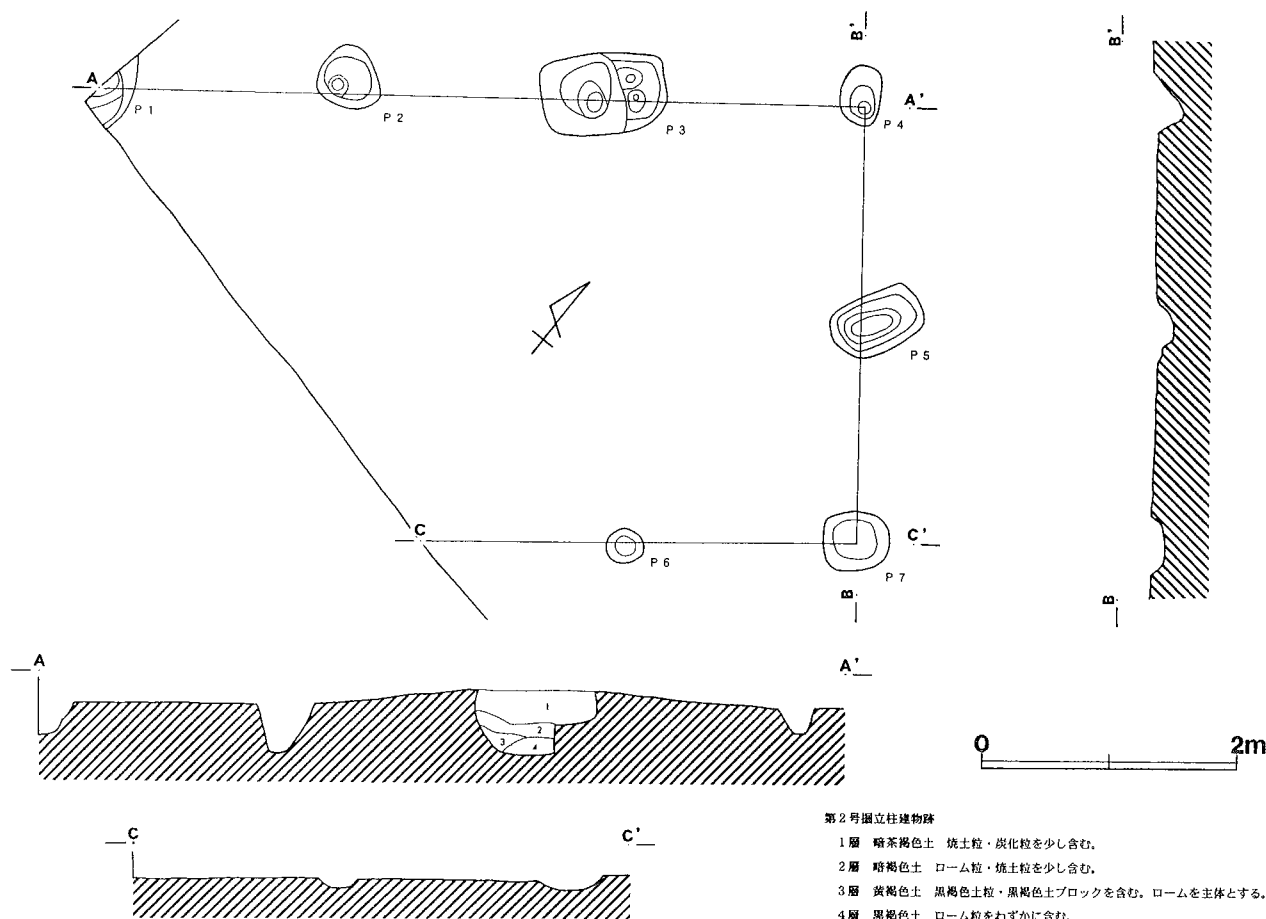 B'
B'
A
P 1
P 2
P 3
A'
P 4
P 5
C
P 6
C'
P 7
B
B
A
A'
1
2
3
4
0
2m
C
C'
第2号掘立柱建物跡
1層 暗茶褐色土 焼土粒・炭化粒を少し含む。
2層 暗褐色土 ローム粒・焼土粒を少し含む。
3層 黄褐色土 黒褐色土粒・黒褐色土ブロックを含む。ロームを主体とする。
4層 黒褐色土 ローム粒をわずかに含む。